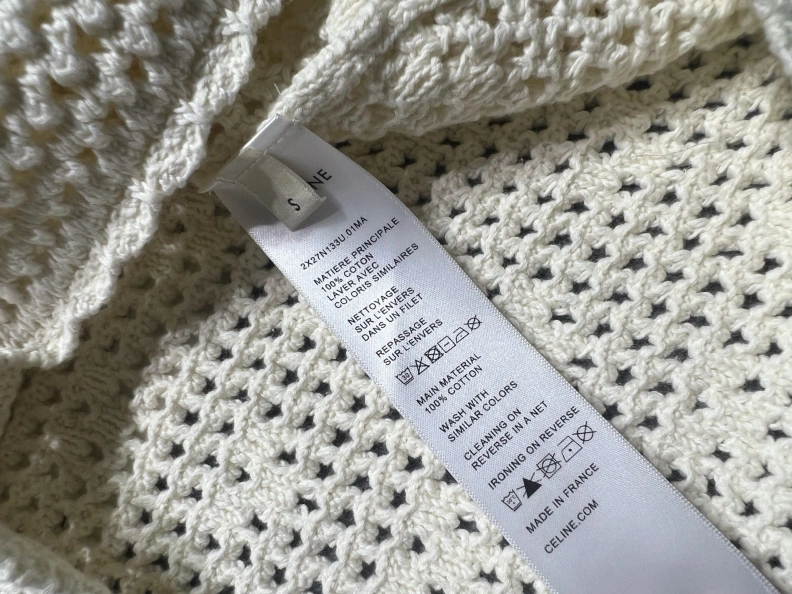 NE
S
2X27N133U.01MA
MATIERE PRINCIPALE
100% COTON
LAVER AVEC
COLORIS SIMILAIRES
NETTOYAGE
SUR L'ENVERS
DANS UN FILET
REPASSAGE
SUR L'ENVERS
30
MAIN MATERIAL
100% COTTON
WASH WITH
SIMILAR COLORS
CLEANING ON
REVERSE IN A NET
IRONING ON REVERSE
MADE IN FRANCE
CELINE.COM